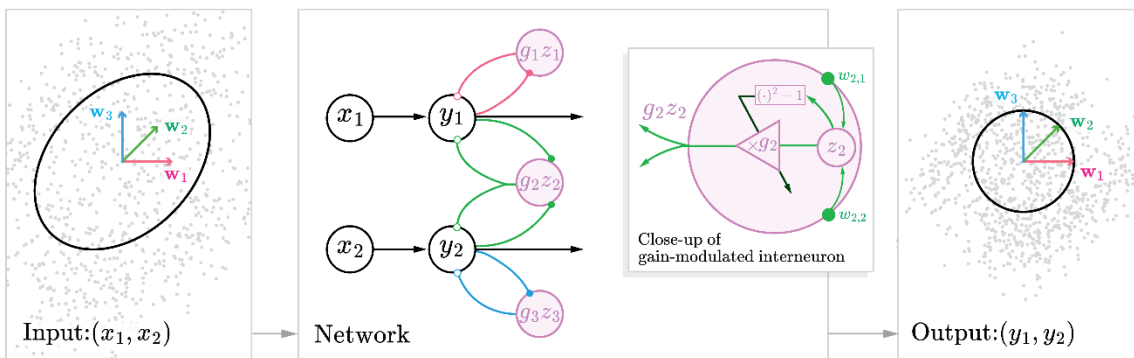 w₃
w₂
w₁
Input:(x₁, x₂)
x₁
y₁
g₁z₁
g₂z₂
x₂
y₂
g₃z₃
Network
g₂z₂
(·)² − 1
×g₂
z₂
w₂,₁
w₂,₂
Close-up of
gain-modulated interneuron
w₃
w₂
w₁
Output:(y₁, y₂)